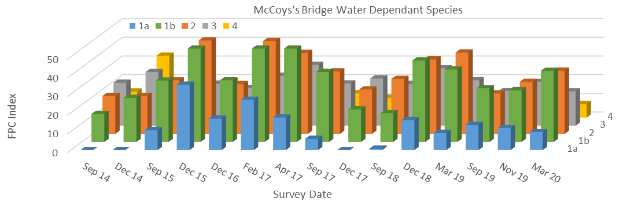 McCoys's Bridge Water Dependant Species
1a 1b 2 3 4
50
40
30
20
10
0
FPC Index
Sep 14 Dec 14 Sep 15 Dec 15 Dec 16 Feb 17 Apr 17 Sep 17 Dec 17 Sep 18 Dec 18 Mar 19 Sep 19 Nov 19 Mar 20
1a 1b 2 3 4
Survey Date